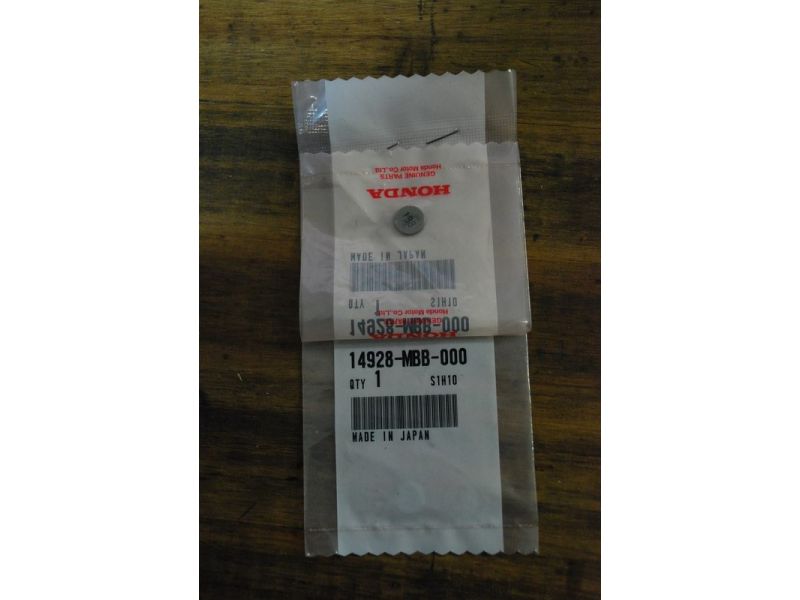 GENUINE PARTS
Honda Motor Co.,Ltd.
HONDA
MADE IN JAPAN
QTY 1 S1H10
14928-MBB-000
14928-MBB-000
QTY 1 S1H10
MADE IN JAPAN